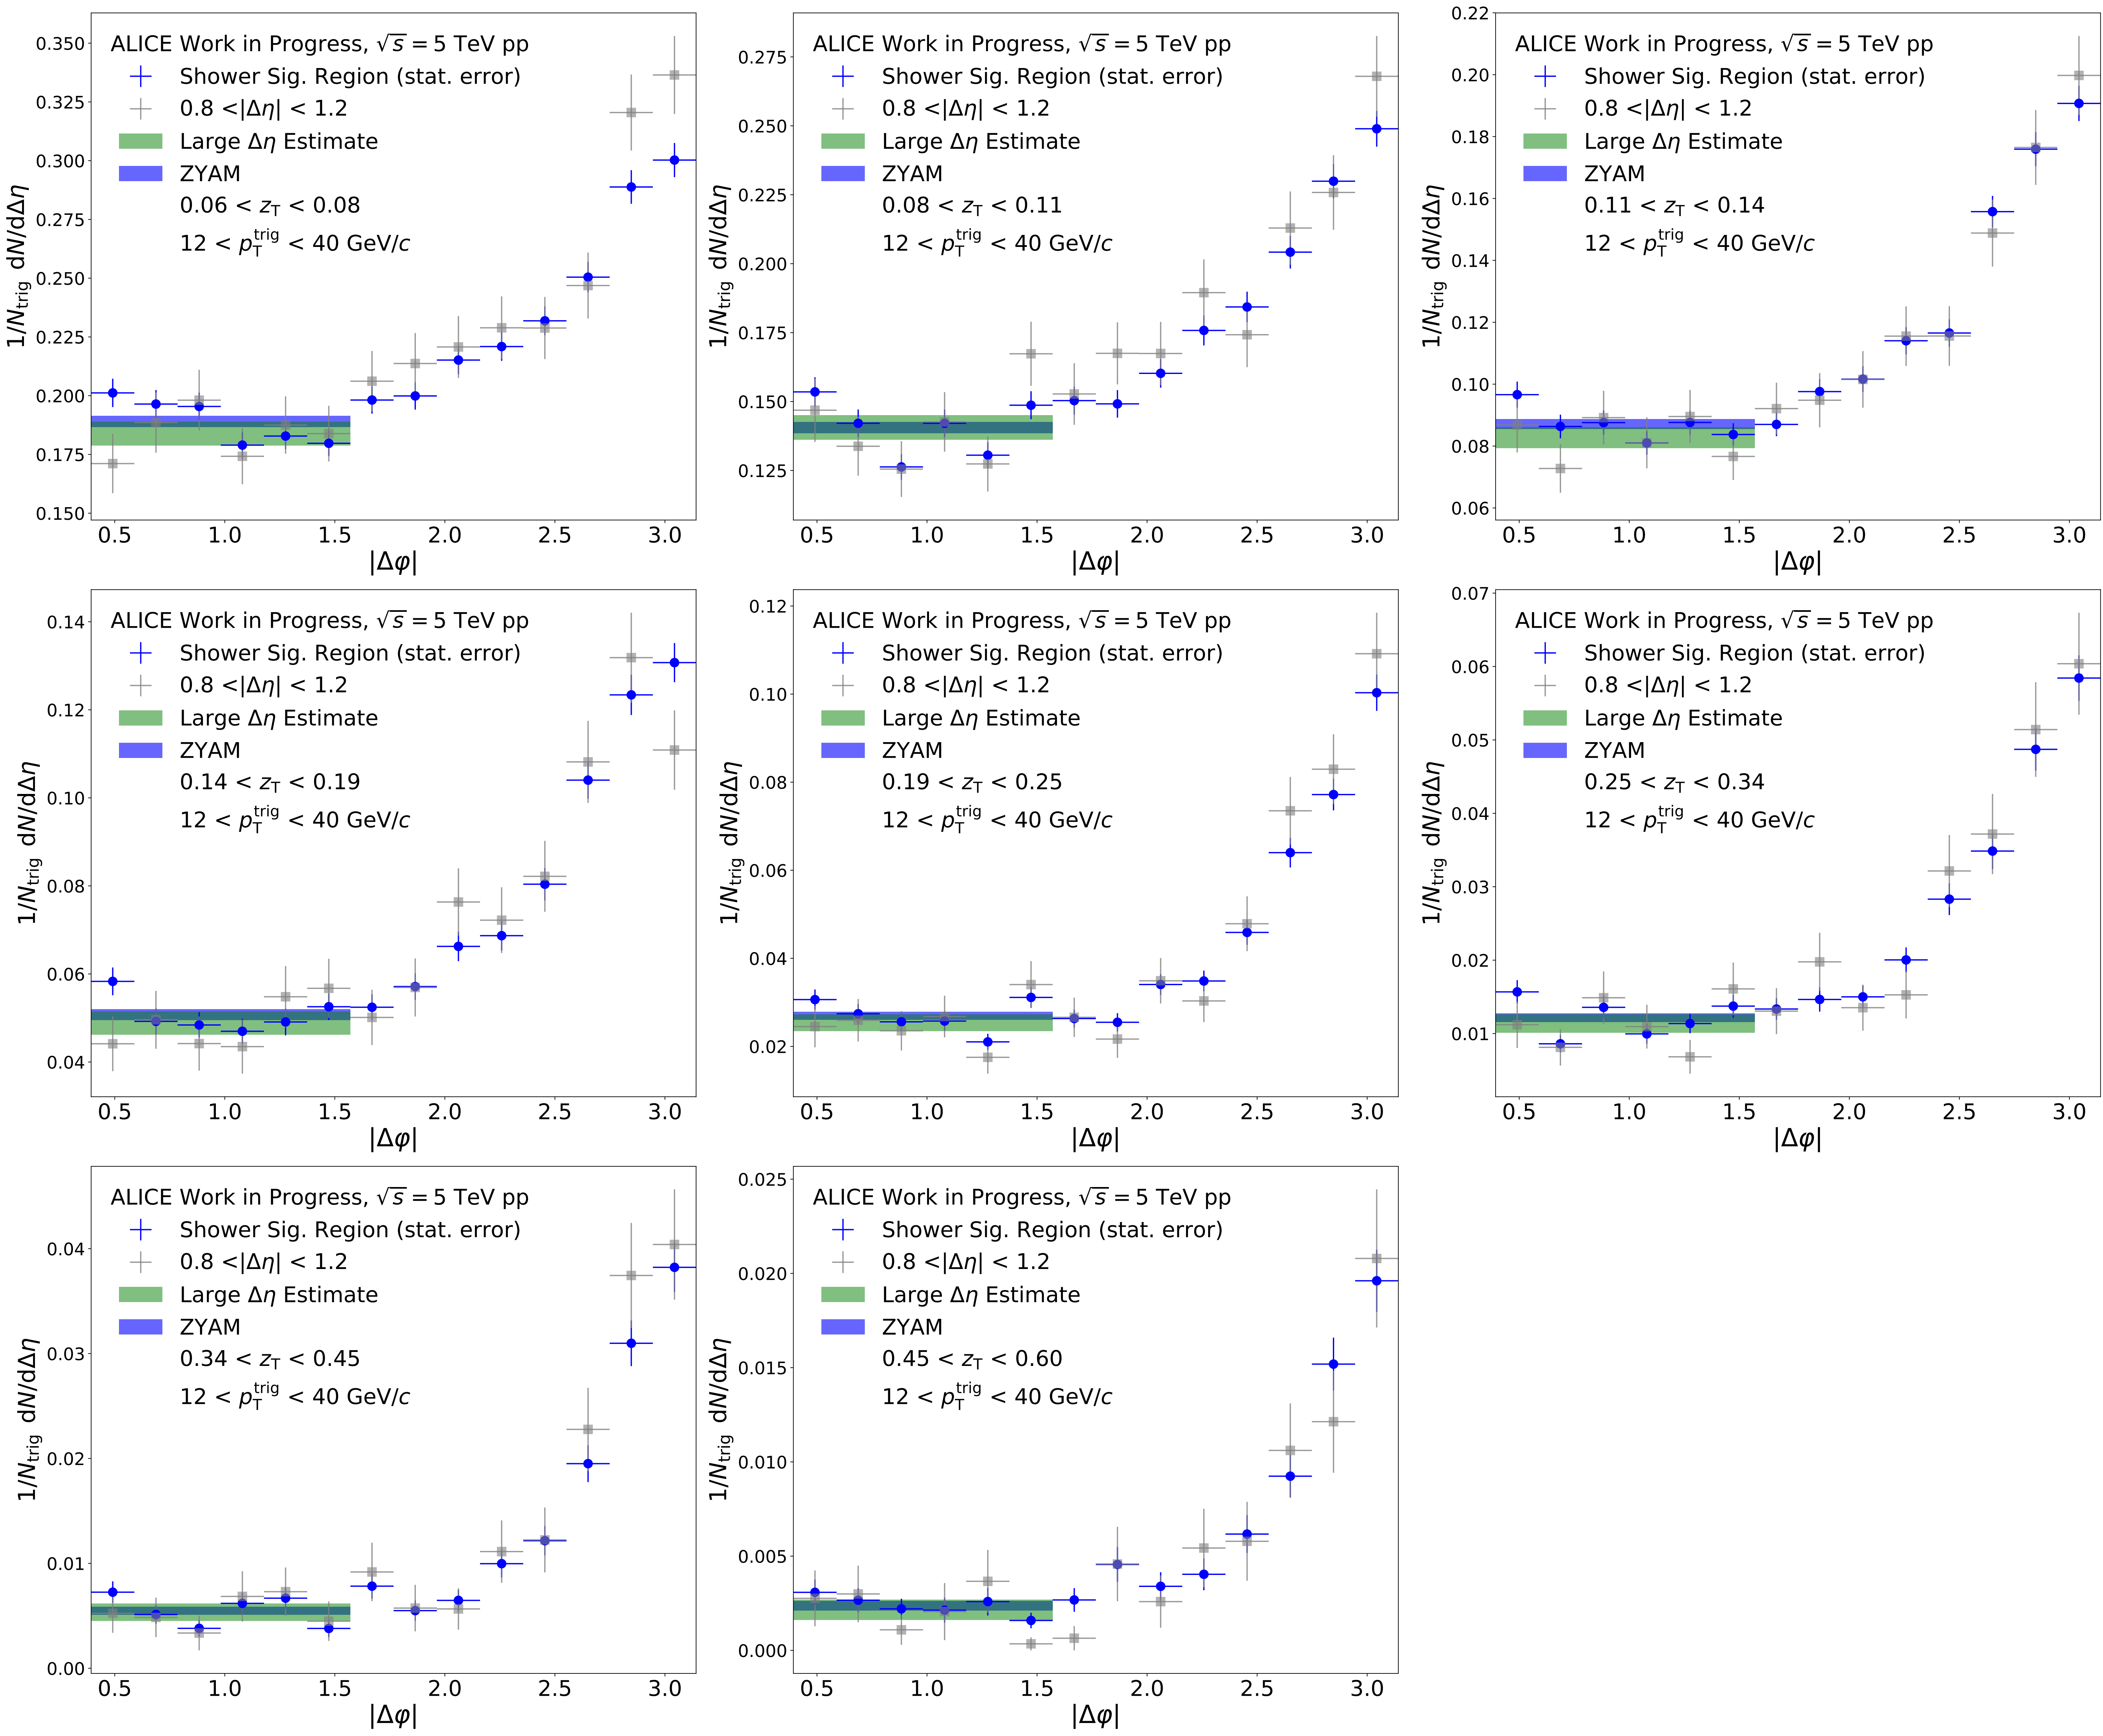 ALICE Work in Progress, √s = 5 TeV pp
Shower Sig. Region (stat. error)
0.8 <|Δη| < 1.2
Large Δη Estimate
ZYAM
0.06 < z_T < 0.08
12 < p_T^trig < 40 GeV/c
1/N_trig dN/dΔη
0.350
0.325
0.300
0.275
0.250
0.225
0.200
0.175
0.150
0.5 1.0 1.5 2.0 2.5 3.0
|Δφ|
ALICE Work in Progress, √s = 5 TeV pp
Shower Sig. Region (stat. error)
0.8 <|Δη| < 1.2
Large Δη Estimate
ZYAM
0.08 < z_T < 0.11
12 < p_T^trig < 40 GeV/c
1/N_trig dN/dΔη
0.275
0.250
0.225
0.200
0.175
0.150
0.125
0.5 1.0 1.5 2.0 2.5 3.0
|Δφ|
ALICE Work in Progress, √s = 5 TeV pp
Shower Sig. Region (stat. error)
0.8 <|Δη| < 1.2
Large Δη Estimate
ZYAM
0.11 < z_T < 0.14
12 < p_T^trig < 40 GeV/c
1/N_trig dN/dΔη
0.22
0.20
0.18
0.16
0.14
0.12
0.10
0.08
0.06
0.5 1.0 1.5 2.0 2.5 3.0
|Δφ|
ALICE Work in Progress, √s = 5 TeV pp
Shower Sig. Region (stat. error)
0.8 <|Δη| < 1.2
Large Δη Estimate
ZYAM
0.14 < z_T < 0.19
12 < p_T^trig < 40 GeV/c
1/N_trig dN/dΔη
0.14
0.12
0.10
0.08
0.06
0.04
0.5 1.0 1.5 2.0 2.5 3.0
|Δφ|
ALICE Work in Progress, √s = 5 TeV pp
Shower Sig. Region (stat. error)
0.8 <|Δη| < 1.2
Large Δη Estimate
ZYAM
0.19 < z_T < 0.25
12 < p_T^trig < 40 GeV/c
1/N_trig dN/dΔη
0.12
0.10
0.08
0.06
0.04
0.02
0.5 1.0 1.5 2.0 2.5 3.0
|Δφ|
ALICE Work in Progress, √s = 5 TeV pp
Shower Sig. Region (stat. error)
0.8 <|Δη| < 1.2
Large Δη Estimate
ZYAM
0.25 < z_T < 0.34
12 < p_T^trig < 40 GeV/c
1/N_trig dN/dΔη
0.07
0.06
0.05
0.04
0.03
0.02
0.01
0.5 1.0 1.5 2.0 2.5 3.0
|Δφ|
ALICE Work in Progress, √s = 5 TeV pp
Shower Sig. Region (stat. error)
0.8 <|Δη| < 1.2
Large Δη Estimate
ZYAM
0.34 < z_T < 0.45
12 < p_T^trig < 40 GeV/c
1/N_trig dN/dΔη
0.04
0.03
0.02
0.01
0.00
0.5 1.0 1.5 2.0 2.5 3.0
|Δφ|
ALICE Work in Progress, √s = 5 TeV pp
Shower Sig. Region (stat. error)
0.8 <|Δη| < 1.2
Large Δη Estimate
ZYAM
0.45 < z_T < 0.60
12 < p_T^trig < 40 GeV/c
1/N_trig dN/dΔη
0.025
0.020
0.015
0.010
0.005
0.000
0.5 1.0 1.5 2.0 2.5 3.0
|Δφ|